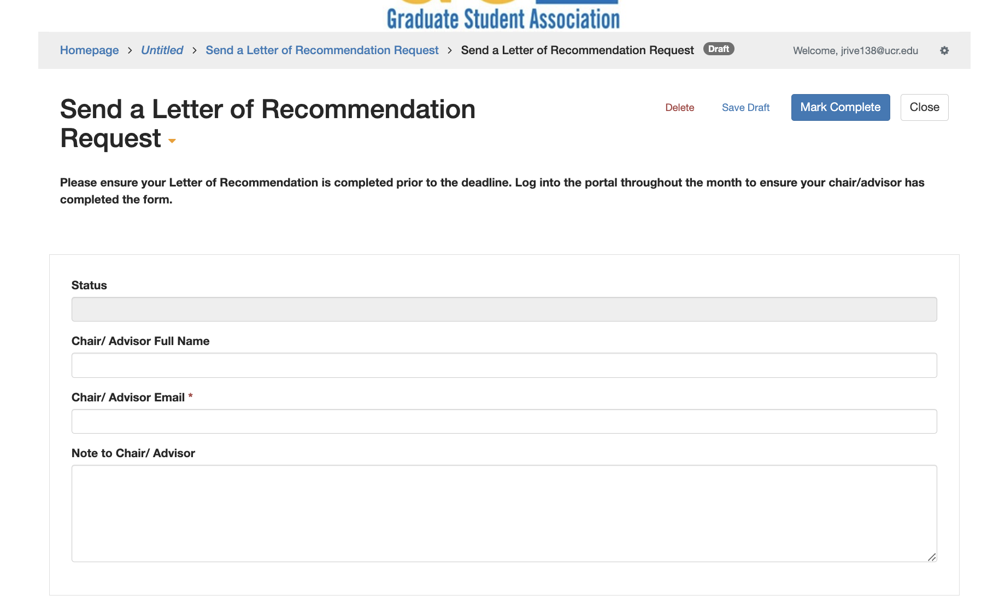 Graduate Student Association
Homepage > Untitled > Send a Letter of Recommendation Request > Send a Letter of Recommendation Request Draft Welcome, jrive138@ucr.edu
Send a Letter of Recommendation
Request
Delete Save Draft Mark Complete Close
Please ensure your Letter of Recommendation is completed prior to the deadline. Log into the portal throughout the month to ensure your chair/advisor has
completed the form.
Status
Chair/ Advisor Full Name
Chair/ Advisor Email *
Note to Chair/ Advisor